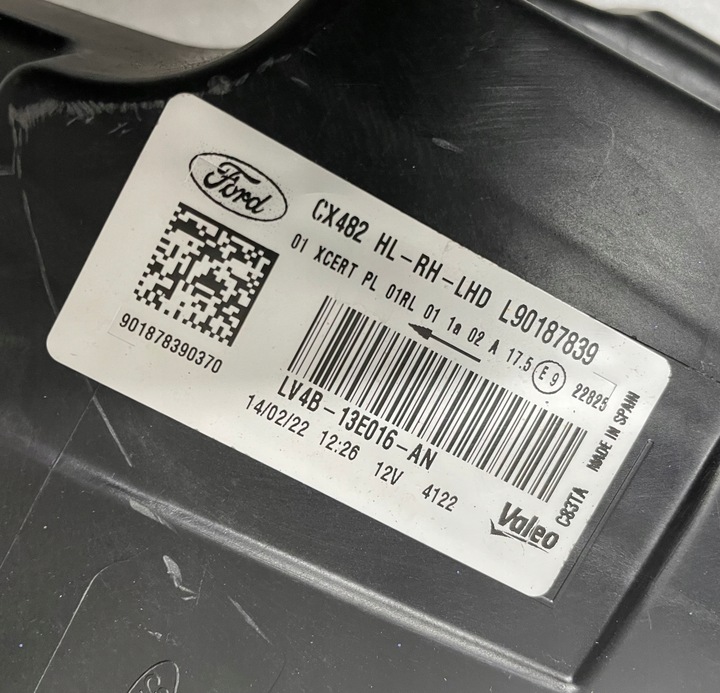 Ford
CX482 HL-RH-LHD L90187839
01 XCERT PL 01RL 01 1a 02 A 17.5 E9 22825
901878390370
LV4B-13E016-AN
14/02/22 12:26 12V 4122
Valeo
C83TA MADE IN SPAIN